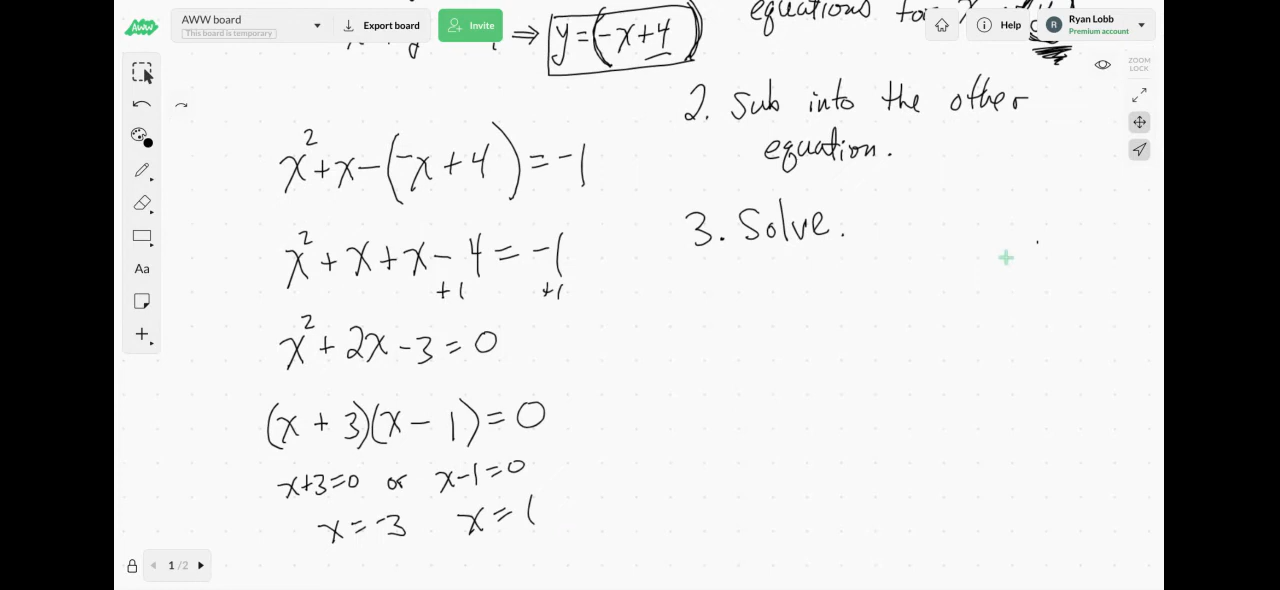 AWW board
This board is temporary
Export board
Invite
Help
R
Ryan Lobb
Premium account
ZOOM LOCK
⇒ y = (-x+4)
equations for
2. Sub into the other
equation.
3. Solve.
x² + x - (-x + 4) = -1
x² + x + x - 4 = -1
+1 +1
x² + 2x - 3 = 0
(x + 3)(x - 1) = 0
x+3=0 or x-1=0
x = -3 x = 1
Aa
1 / 2